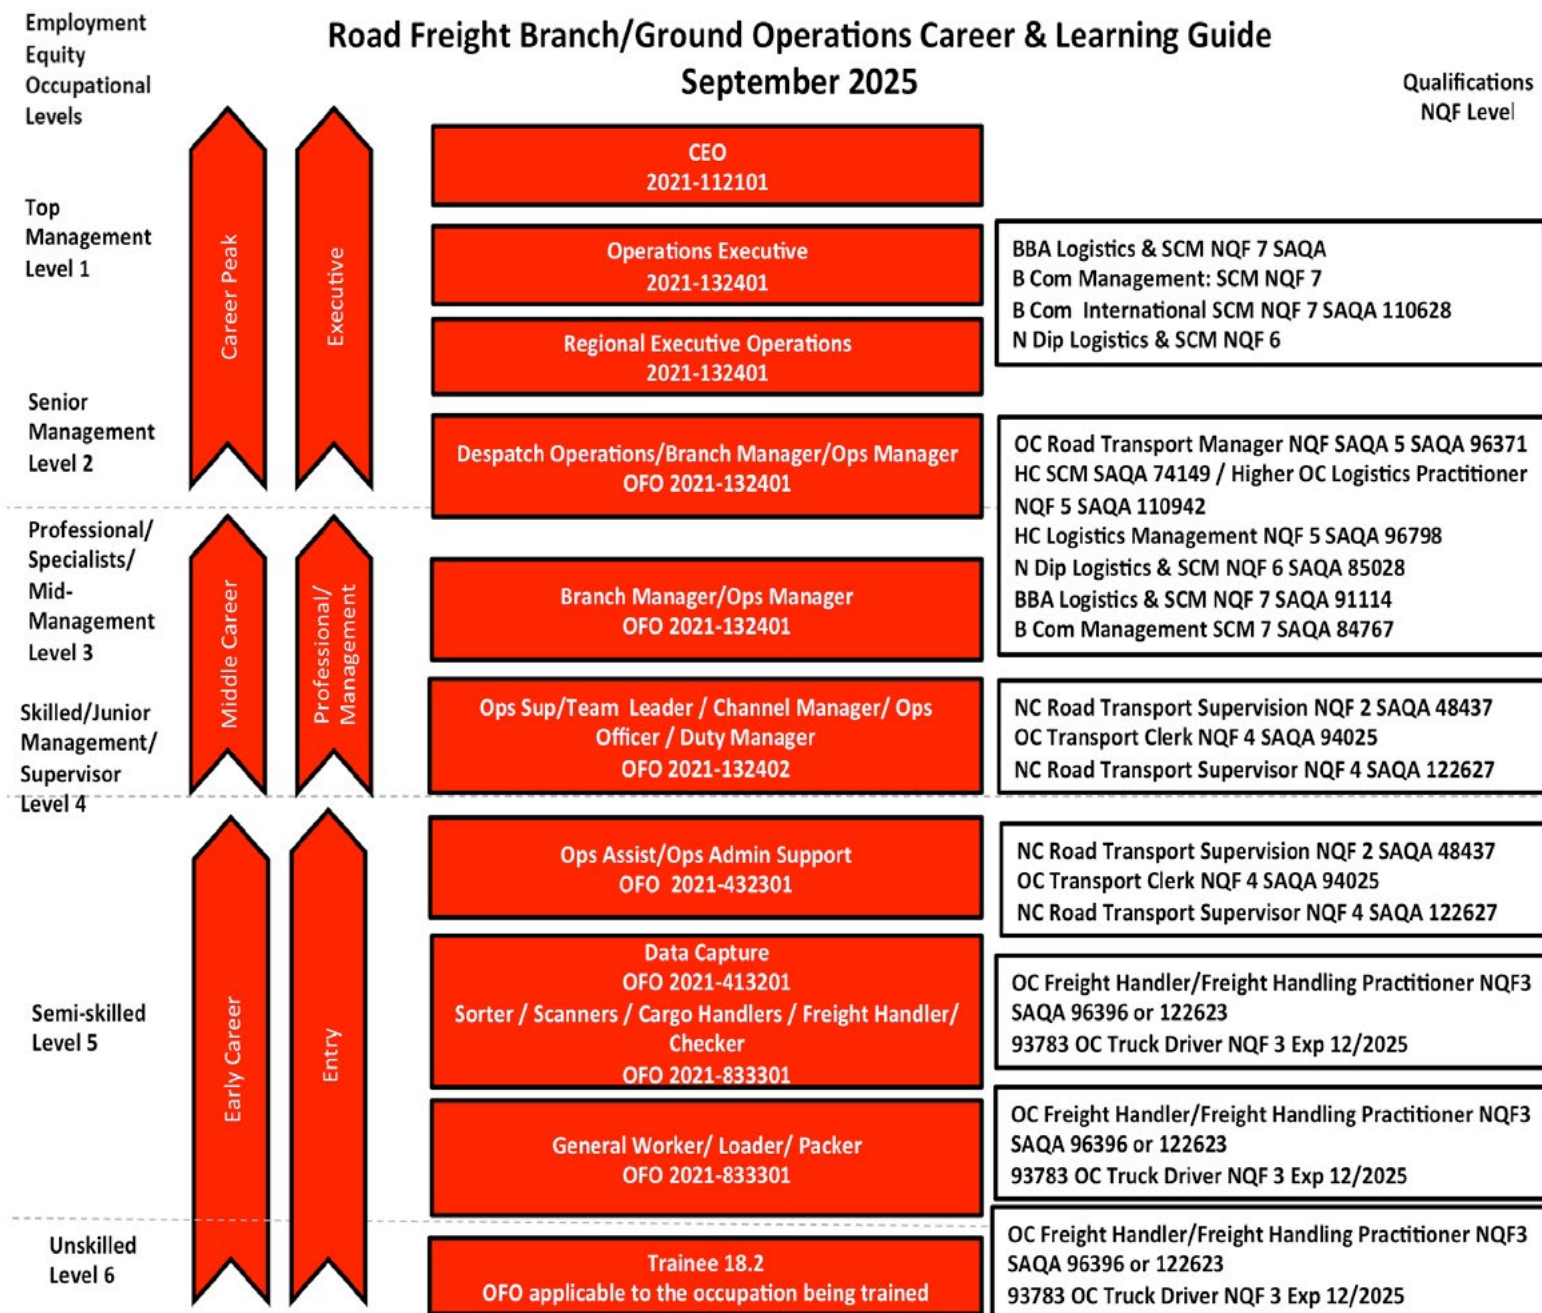 Employment
Equity
Occupational
Levels
Road Freight Branch/Ground Operations Career & Learning Guide
September 2025
Qualifications
NQF Level
Top
Management
Level 1
Senior
Management
Level 2
Professional/
Specialists/
Mid-
Management
Level 3
Skilled/Junior
Management/
Supervisor
Level 4
Semi-skilled
Level 5
Unskilled
Level 6
Career Peak
Executive
Middle Career
Professional/
Management
Early Career
Entry
CEO
2021-112101
Operations Executive
2021-132401
Regional Executive Operations
2021-132401
BBA Logistics & SCM NQF 7 SAQA
B Com Management: SCM NQF 7
B Com  International SCM NQF 7 SAQA 110628
N Dip Logistics & SCM NQF 6
Despatch Operations/Branch Manager/Ops Manager
OFO 2021-132401
Branch Manager/Ops Manager
OFO 2021-132401
OC Road Transport Manager NQF SAQA 5 SAQA 96371
HC SCM SAQA 74149 / Higher OC Logistics Practitioner
NQF 5 SAQA 110942
HC Logistics Management NQF 5 SAQA 96798
N Dip Logistics & SCM NQF 6 SAQA 85028
BBA Logistics & SCM NQF 7 SAQA 91114
B Com Management SCM 7 SAQA 84767
Ops Sup/Team  Leader / Channel Manager/ Ops
Officer / Duty Manager
OFO 2021-132402
NC Road Transport Supervision NQF 2 SAQA 48437
OC Transport Clerk NQF 4 SAQA 94025
NC Road Transport Supervisor NQF 4 SAQA 122627
Ops Assist/Ops Admin Support
OFO  2021-432301
NC Road Transport Supervision NQF 2 SAQA 48437
OC Transport Clerk NQF 4 SAQA 94025
NC Road Transport Supervisor NQF 4 SAQA 122627
Data Capture
OFO 2021-413201
Sorter / Scanners / Cargo Handlers / Freight Handler/
Checker
OFO 2021-833301
OC Freight Handler/Freight Handling Practitioner NQF3
SAQA 96396 or 122623
93783 OC Truck Driver NQF 3 Exp 12/2025
General Worker/ Loader/ Packer
OFO 2021-833301
OC Freight Handler/Freight Handling Practitioner NQF3
SAQA 96396 or 122623
93783 OC Truck Driver NQF 3 Exp 12/2025
Trainee 18.2
OFO applicable to the occupation being trained
OC Freight Handler/Freight Handling Practitioner NQF3
SAQA 96396 or 122623
93783 OC Truck Driver NQF 3 Exp 12/2025